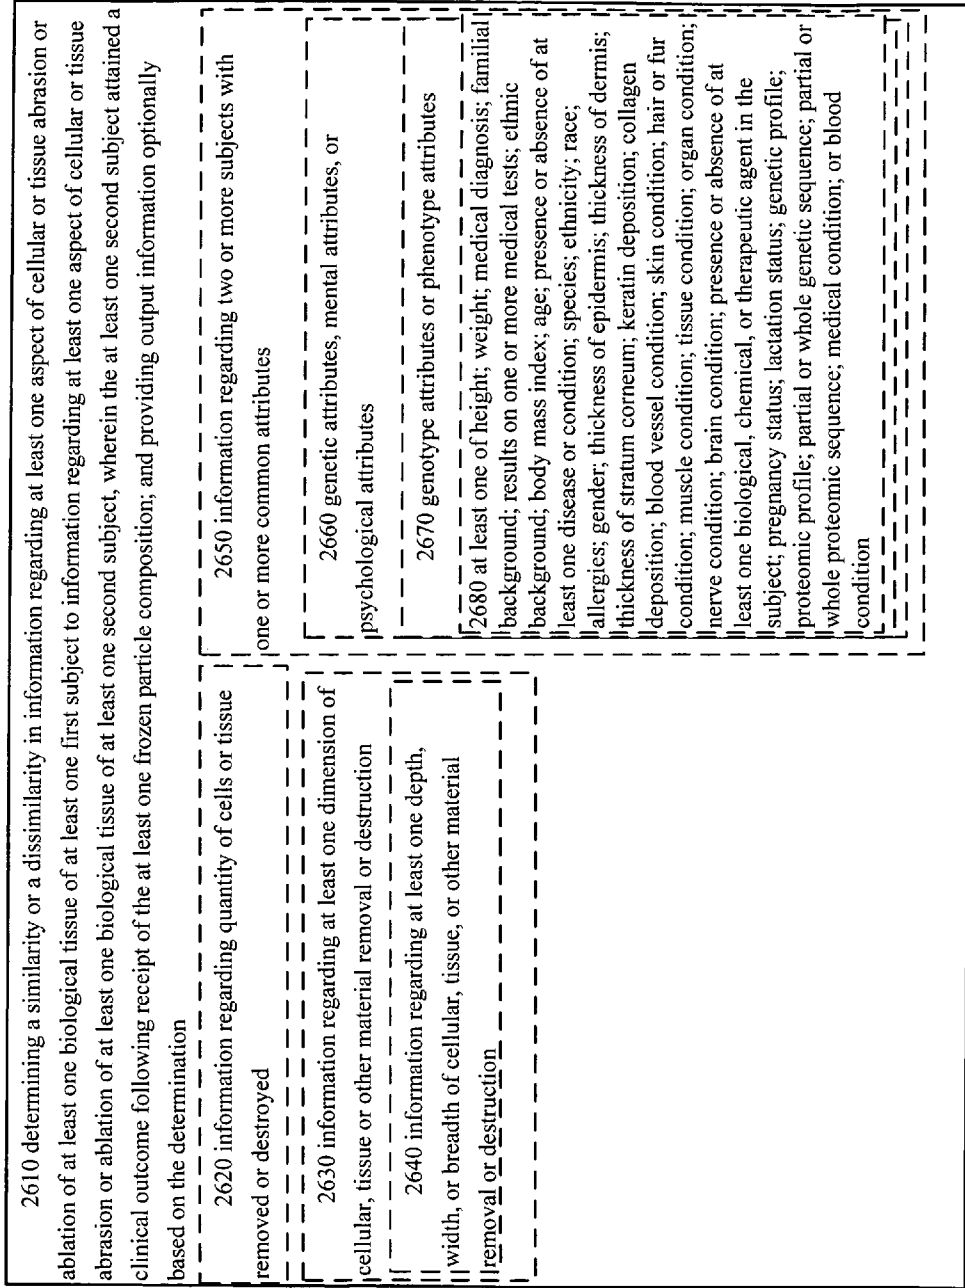 2610 determining a similarity or a dissimilarity in information regarding at least one aspect of cellular or tissue abrasion or
ablation of at least one biological tissue of at least one first subject to information regarding at least one aspect of cellular or tissue
abrasion or ablation of at least one biological tissue of at least one second subject, wherein the at least one second subject attained a
clinical outcome following receipt of the at least one frozen particle composition; and providing output information optionally
based on the determination
2620 information regarding quantity of cells or tissue
removed or destroyed
2630 information regarding at least one dimension of
cellular, tissue or other material removal or destruction
2640 information regarding at least one depth,
width, or breadth of cellular, tissue, or other material
removal or destruction
2650 information regarding two or more subjects with
one or more common attributes
2660 genetic attributes, mental attributes, or
psychological attributes
2670 genotype attributes or phenotype attributes
2680 at least one of height; weight; medical diagnosis; familial
background; results on one or more medical tests; ethnic
background; body mass index; age; presence or absence of at
least one disease or condition; species; ethnicity; race;
allergies; gender; thickness of epidermis; thickness of dermis;
thickness of stratum corneum; keratin deposition; collagen
deposition; blood vessel condition; skin condition; hair or fur
condition; muscle condition; tissue condition; organ condition;
nerve condition; brain condition; presence or absence of at
least one biological, chemical, or therapeutic agent in the
subject; pregnancy status; lactation status; genetic profile;
proteomic profile; partial or whole genetic sequence; partial or
whole proteomic sequence; medical condition; or blood
condition